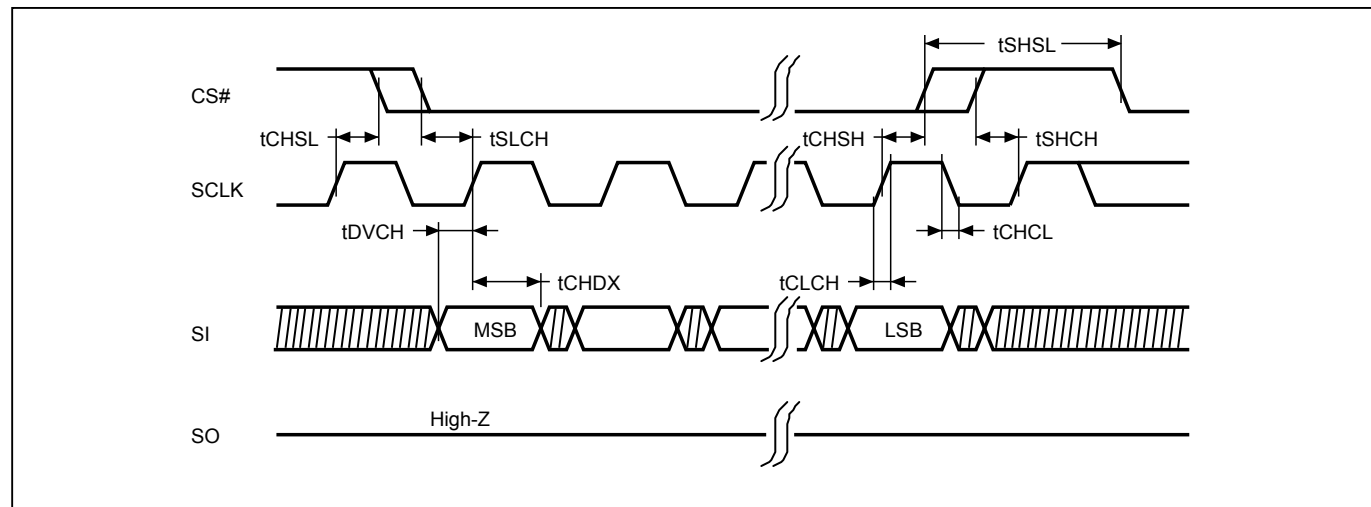 tSHSL
CS#
tCHSL
tSLCH
tCHSH
tSHCH
SCLK
tDVCH
tCHCL
tCHDX
tCLCH
SI
MSB
LSB
High-Z
SO